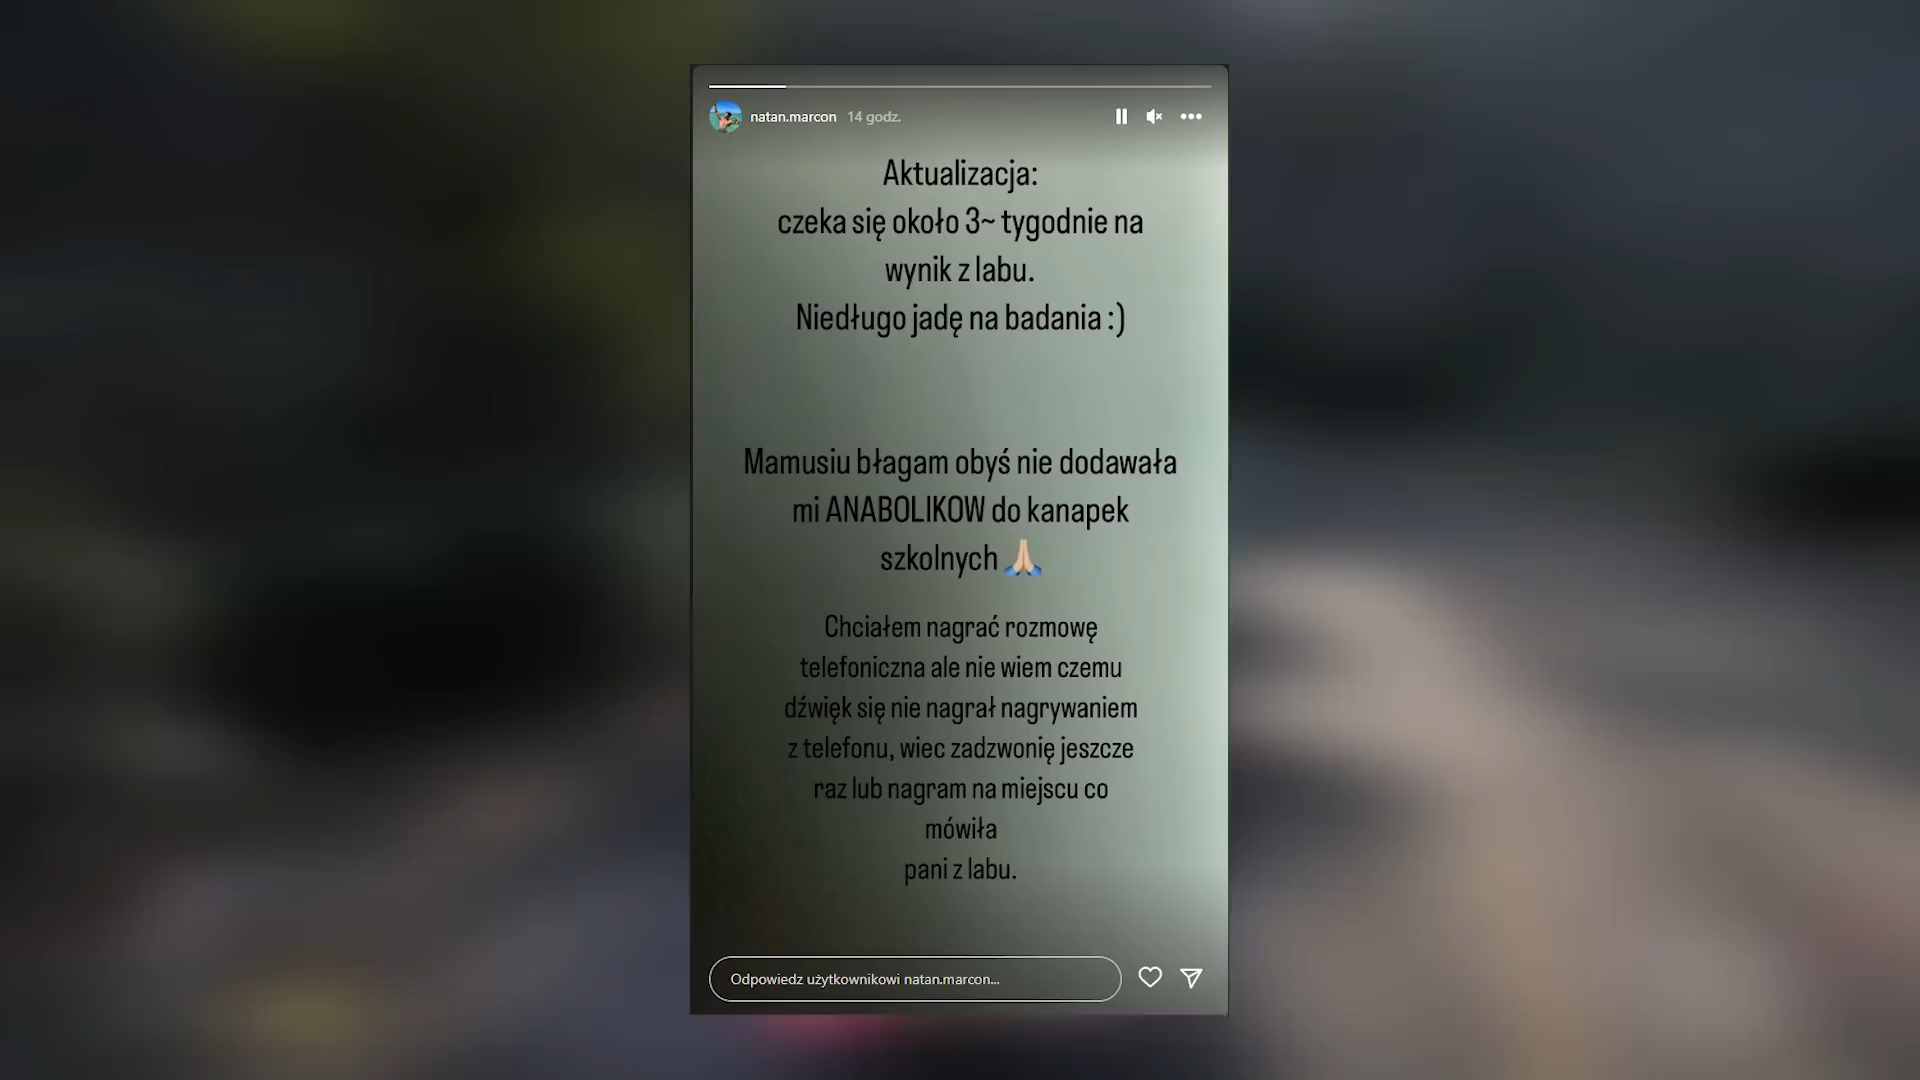 natan.marcon 14 godz.
Aktualizacja:
czeka się około 3~ tygodnie na
wynik z labu.
Niedługo jadę na badania :)
Mamusiu błagam obyś nie dodawała
mi ANABOLIKOW do kanapek
szkolnych 🙏🏼
Chciałem nagrać rozmowę
telefoniczna ale nie wiem czemu
dźwięk się nie nagrał nagrywaniem
z telefonu, wiec zadzwonię jeszcze
raz lub nagram na miejscu co
mówiła
pani z labu.
Odpowiedz użytkownikowi natan.marcon...